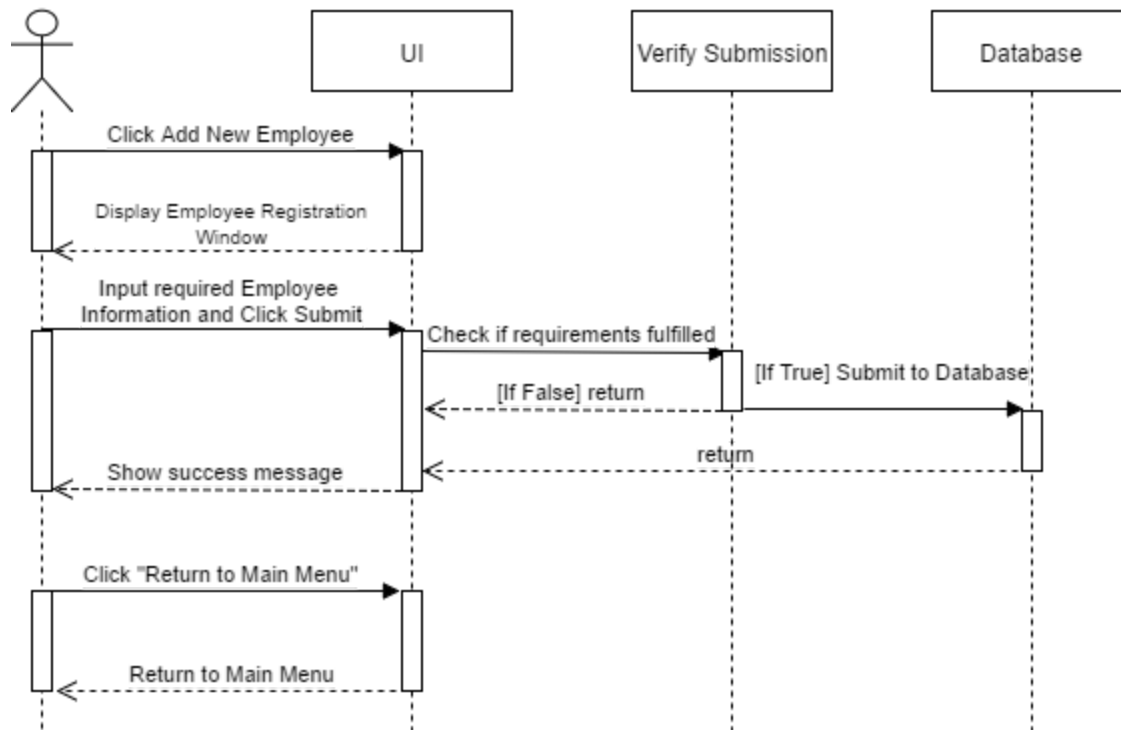 UI
Verify Submission
Database
Click Add New Employee
Display Employee Registration
Window
Input required Employee
Information and Click Submit
Check if requirements fulfilled
[If True] Submit to Database
[If False] return
return
Show success message
Click "Return to Main Menu"
Return to Main Menu